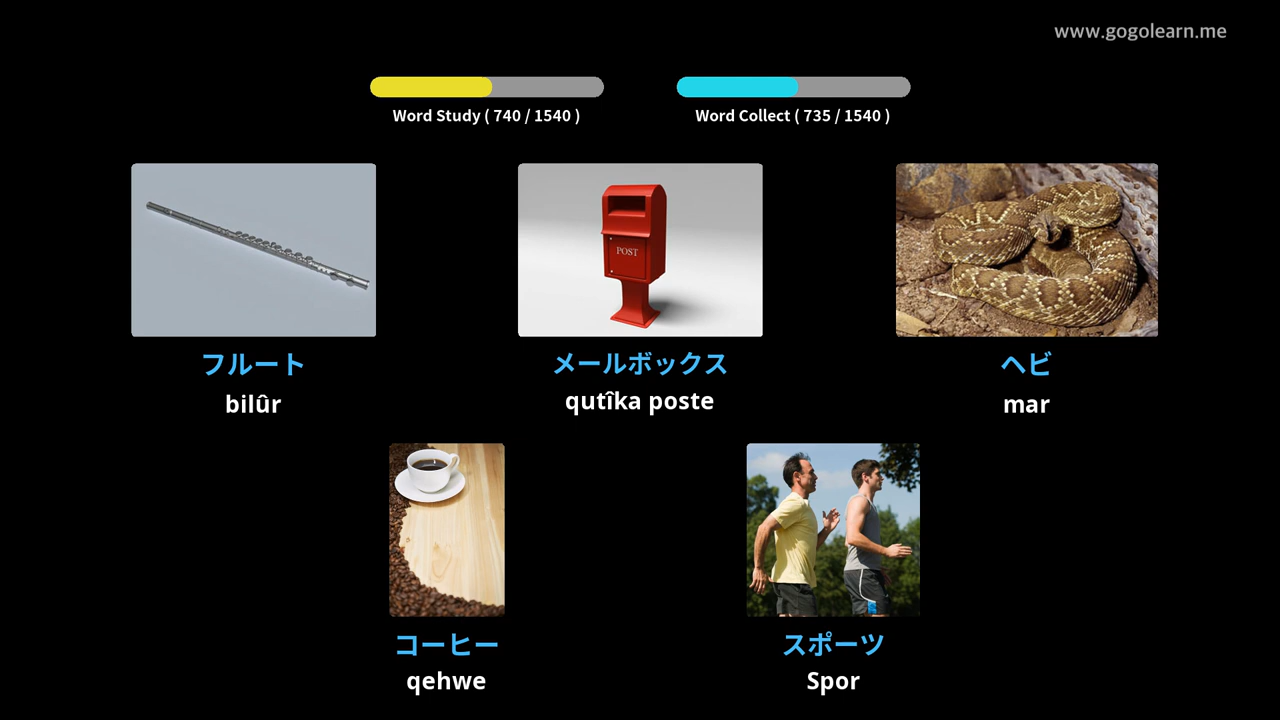 www.gogolearn.me
Word Study ( 740 / 1540 )
Word Collect ( 735 / 1540 )
POST
フルート
メールボックス
ヘビ
bilûr
qutîka poste
mar
コーヒー
スポーツ
qehwe
Spor